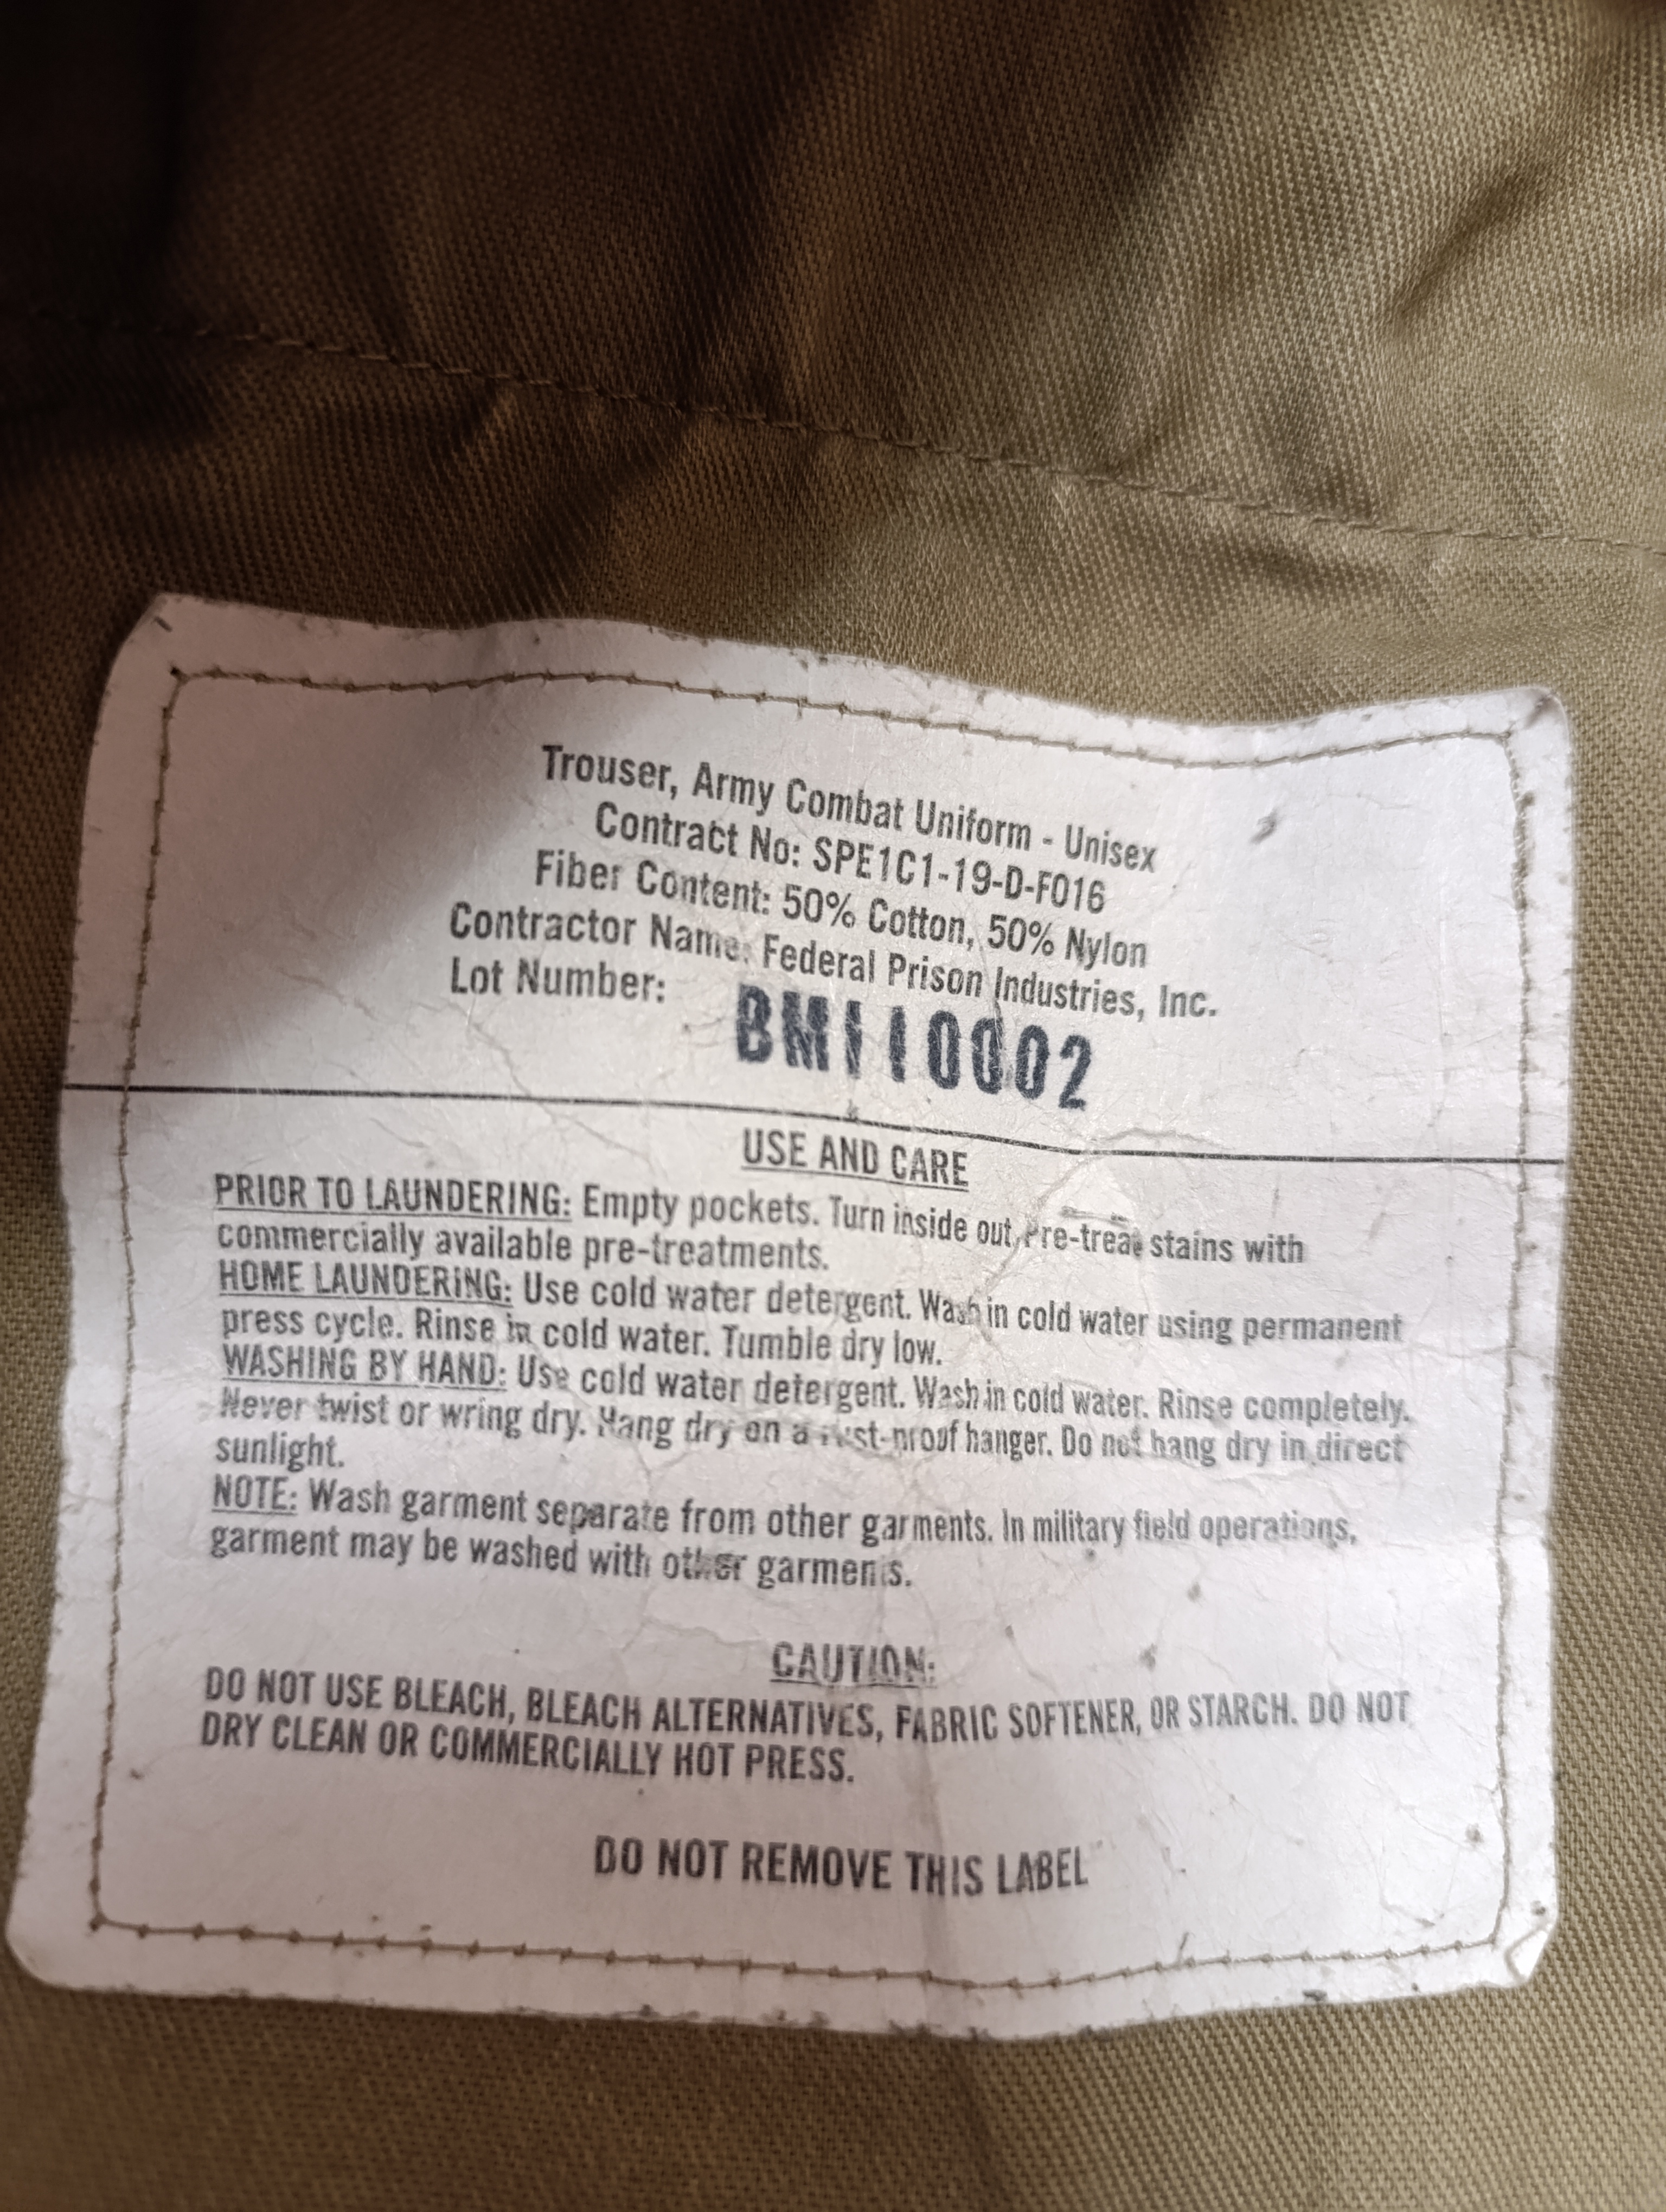 Trouser, Army Combat Uniform - Unisex
Contract No: SPE1C1-19-D-F016
Fiber Content: 50% Cotton, 50% Nylon
Contractor Name: Federal Prison Industries, Inc.
Lot Number: BM110002
USE AND CARE
PRIOR TO LAUNDERING: Empty pockets. Turn inside out. Pre-treat stains with
commercially available pre-treatments.
HOME LAUNDERING: Use cold water detergent. Wash in cold water using permanent
press cycle. Rinse in cold water. Tumble dry low.
WASHING BY HAND: Use cold water detergent. Wash in cold water. Rinse completely.
Never twist or wring dry. Hang dry on a rust-proof hanger. Do not hang dry in direct
sunlight.
NOTE: Wash garment separate from other garments. In military field operations,
garment may be washed with other garments.
CAUTION:
DO NOT USE BLEACH, BLEACH ALTERNATIVES, FABRIC SOFTENER, OR STARCH. DO NOT
DRY CLEAN OR COMMERCIALLY HOT PRESS.
DO NOT REMOVE THIS LABEL